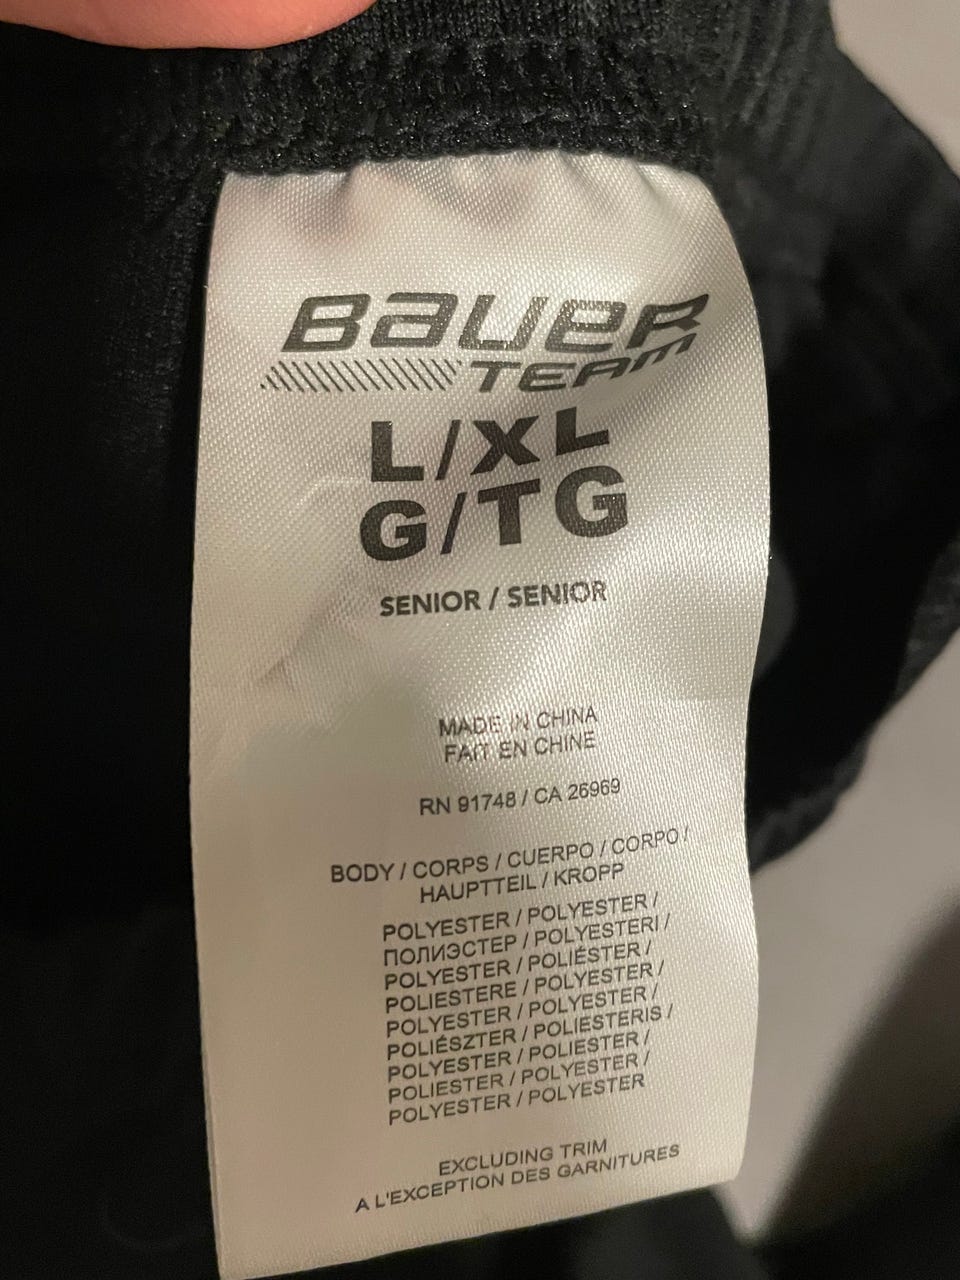 BAUER
TEAM
L/XL
G/TG
SENIOR / SENIOR
MADE IN CHINA
FAIT EN CHINE
RN 91748 / CA 26969
BODY / CORPS / CUERPO / CORPO /
HAUPTTEIL / KROPP
POLYESTER / POLYESTER /
ПОЛИЭСТЕР / POLYESTERI /
POLYESTER / POLIÉSTER /
POLIESTERE / POLYESTER /
POLYESTER / POLYESTER /
POLIÉSZTER / POLIESTERIS /
POLYESTER / POLIESTER /
POLIESTER / POLYESTER /
POLYESTER / POLYESTER
EXCLUDING TRIM
A L'EXCEPTION DES GARNITURES